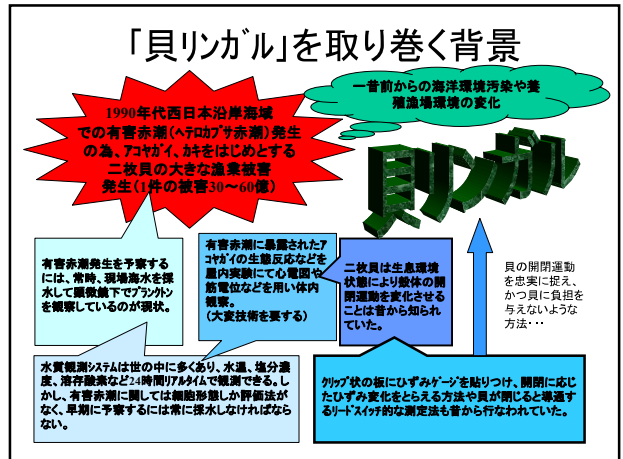 「貝リンガル」を取り巻く背景
1990年代西日本沿岸海域
での有害赤潮(ヘテロカプサ赤潮)発生
の為、アコヤガイ、カキをはじめとする
二枚貝の大きな漁業被害
発生(1件の被害30～60億)
一昔前からの海洋環境汚染や養
殖漁場環境の変化
貝リンガル
有害赤潮発生を予察する
には、常時、現場海水を採
水して顕微鏡下でプランクトン
を観察しているのが現状。
有害赤潮に暴露されたア
コヤガイの生態反応などを
屋内実験にて心電図や
筋電位などを用い体内
観察。
(大変技術を要する)
二枚貝は生息環境
状態により殻体の開
閉運動を変化させる
ことは昔から知られ
ていた。
貝の開閉運動
を忠実に捉え、
かつ貝に負担を
与えないような
方法・・・
水質観測システムは世の中に多くあり、水温、塩分濃
度、溶存酸素など24時間リアルタイムで観測できる。し
かし、有害赤潮に関しては細胞形態しか評価法が
なく、早期に予察するには常に採水しなければなら
ない。
クリップ状の板にひずみゲージを貼りつけ、開閉に応じ
たひずみ変化をとらえる方法や貝が閉じると導通す
るリードスイッチ的な測定法も昔から行なわれていた。